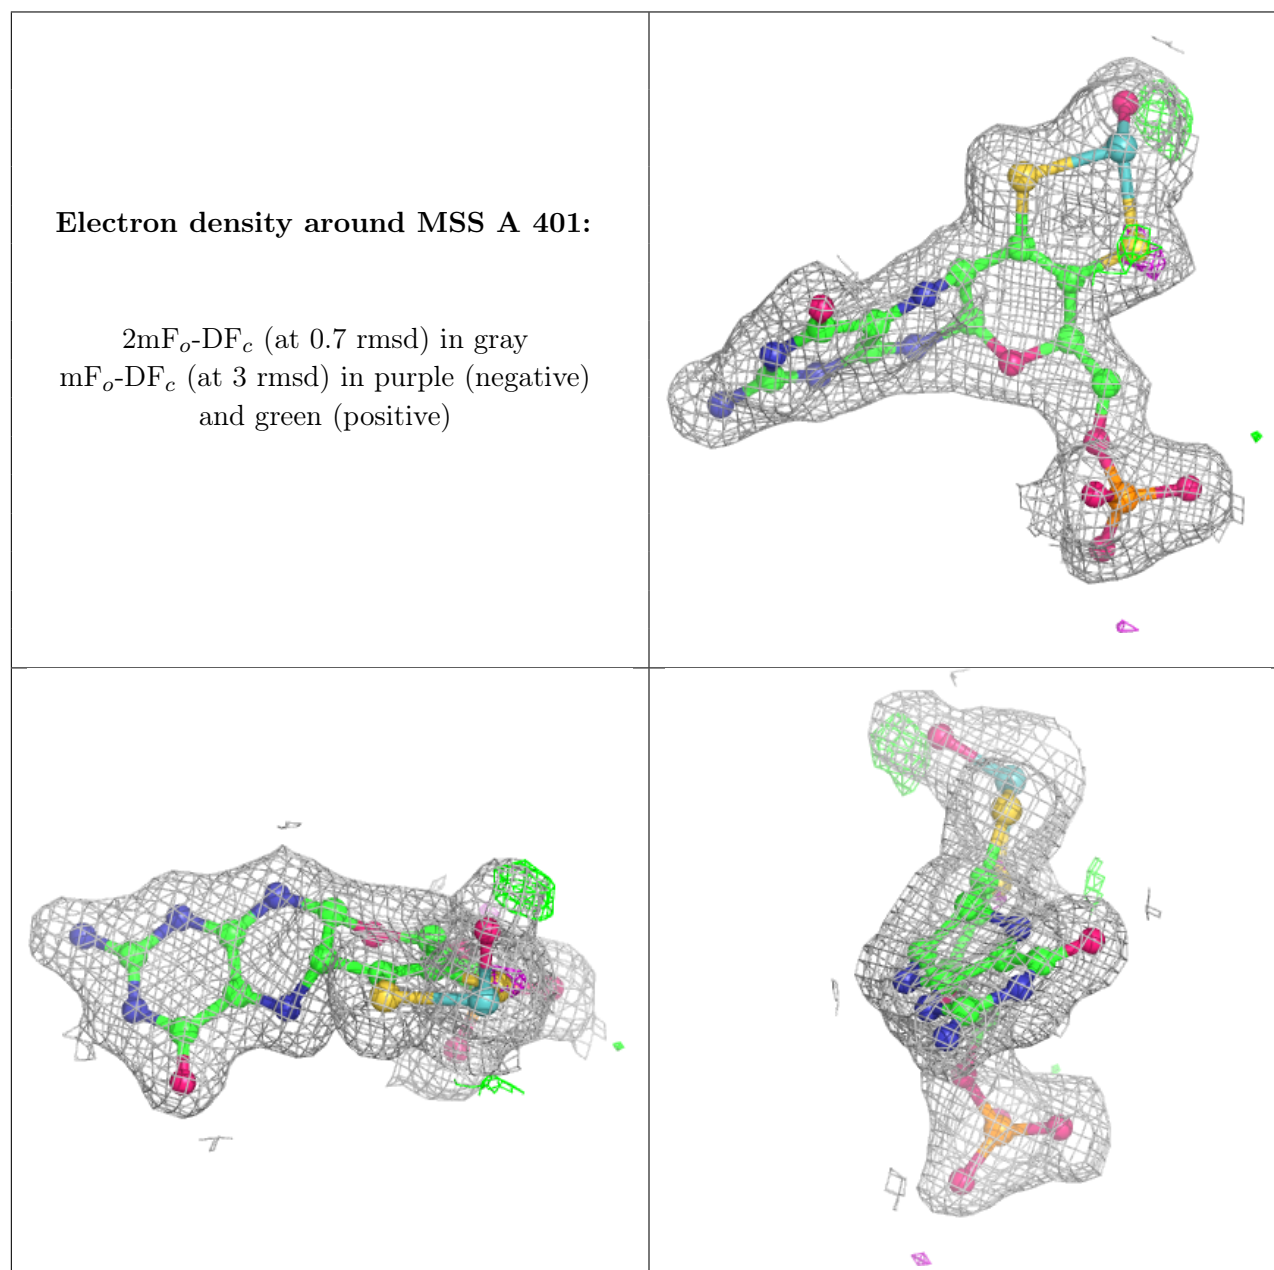 Electron density around MSS A 401:
2mFo-DFc (at 0.7 rmsd) in gray
mFo-DFc (at 3 rmsd) in purple (negative)
and green (positive)